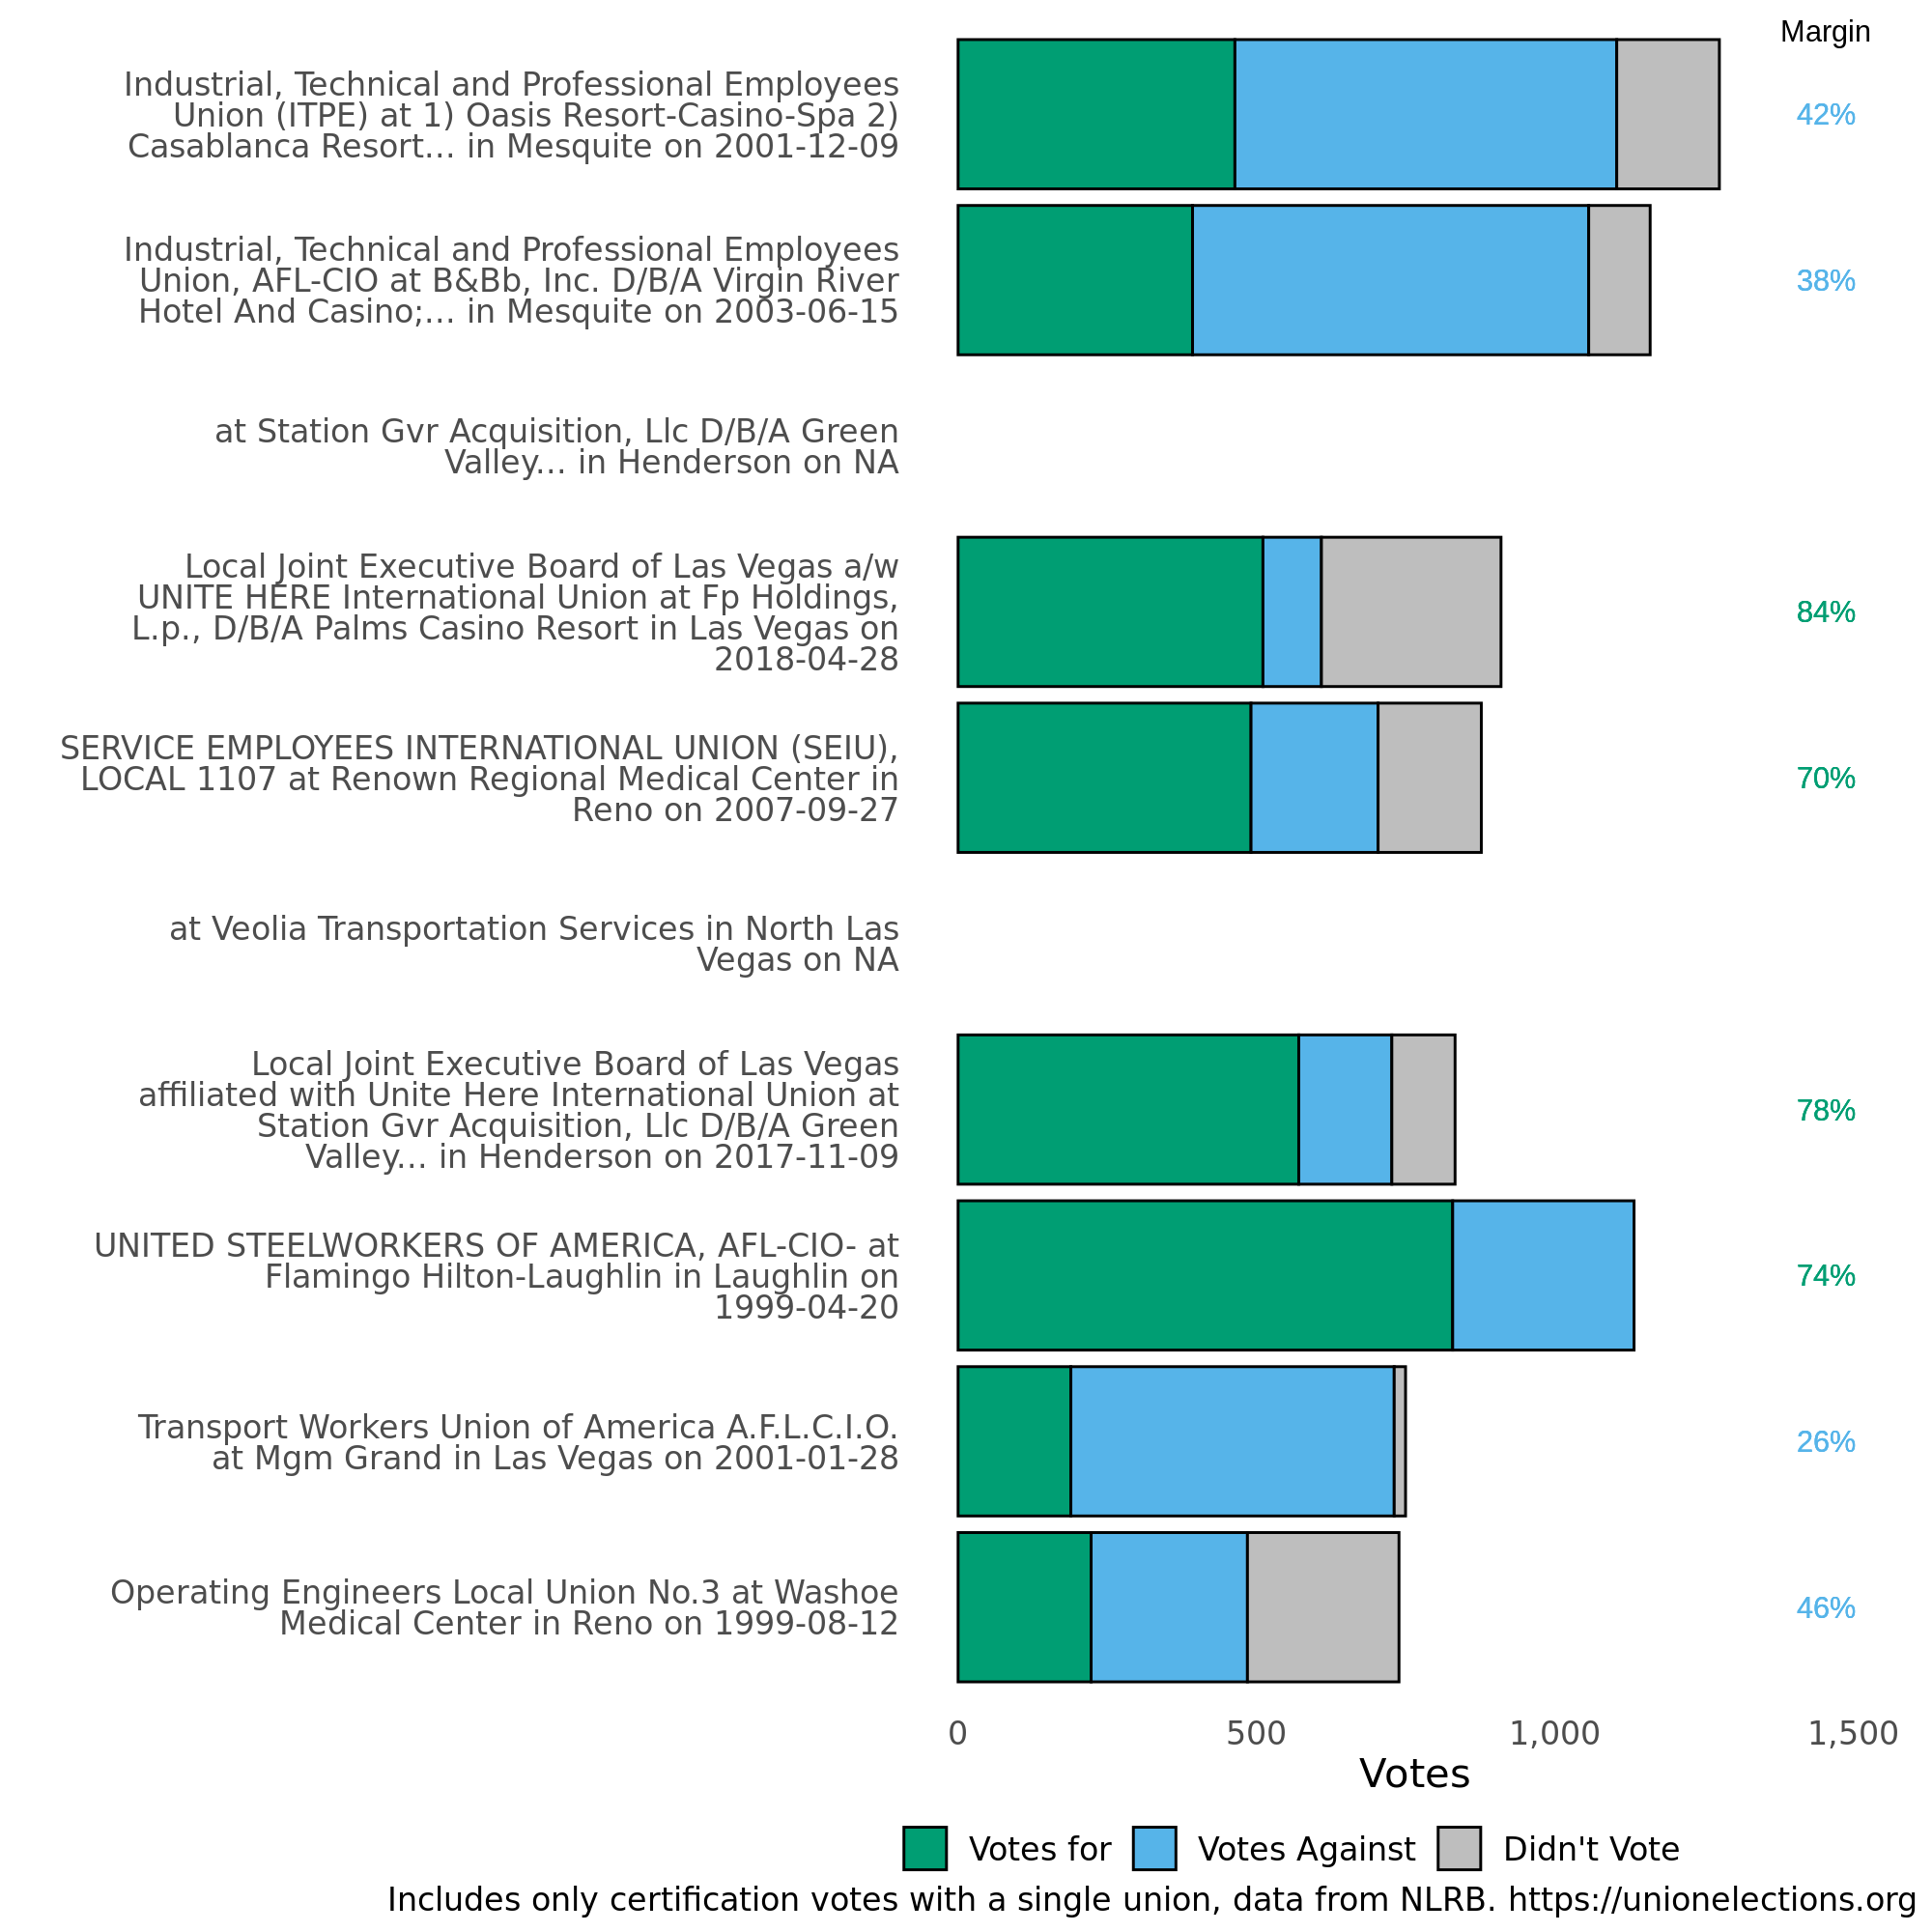 Margin
Industrial, Technical and Professional Employees
Union (ITPE) at 1) Oasis Resort-Casino-Spa 2)
Casablanca Resort... in Mesquite on 2001-12-09
42%
Industrial, Technical and Professional Employees
Union, AFL-CIO at B&Bb, Inc. D/B/A Virgin River
Hotel And Casino;... in Mesquite on 2003-06-15
38%
at Station Gvr Acquisition, Llc D/B/A Green
Valley... in Henderson on NA
Local Joint Executive Board of Las Vegas a/w
UNITE HERE International Union at Fp Holdings,
L.p., D/B/A Palms Casino Resort in Las Vegas on
2018-04-28
84%
SERVICE EMPLOYEES INTERNATIONAL UNION (SEIU),
LOCAL 1107 at Renown Regional Medical Center in
Reno on 2007-09-27
70%
at Veolia Transportation Services in North Las
Vegas on NA
Local Joint Executive Board of Las Vegas
affiliated with Unite Here International Union at
Station Gvr Acquisition, Llc D/B/A Green
Valley... in Henderson on 2017-11-09
78%
UNITED STEELWORKERS OF AMERICA, AFL-CIO- at
Flamingo Hilton-Laughlin in Laughlin on
1999-04-20
74%
Transport Workers Union of America A.F.L.C.I.O.
at Mgm Grand in Las Vegas on 2001-01-28
26%
Operating Engineers Local Union No.3 at Washoe
Medical Center in Reno on 1999-08-12
46%
0 500 1,000 1,500
Votes
Votes for Votes Against Didn't Vote
Includes only certification votes with a single union, data from NLRB. https://unionelections.org